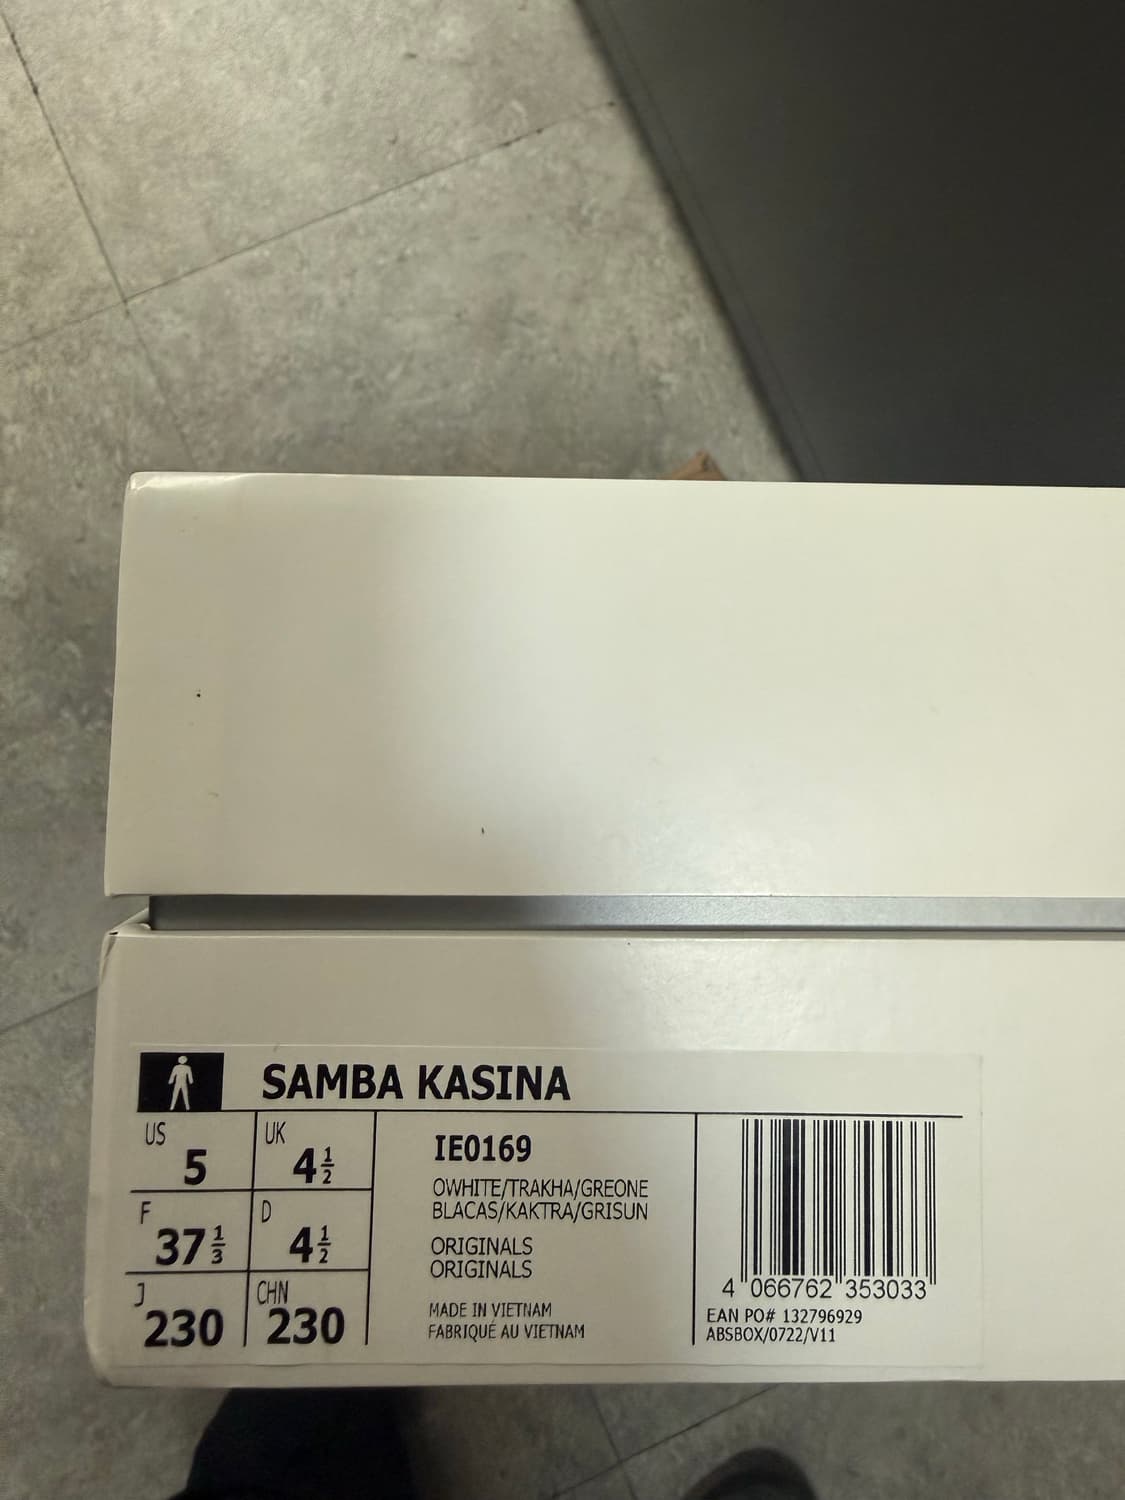 SAMBA KASINA
US 5
UK 4½
F 37⅓
D 4½
J 230
CHN 230
IE0169
OWHITE/TRAKHA/GREONE
BLACAS/KAKTRA/GRISUN
ORIGINALS
ORIGINALS
MADE IN VIETNAM
FABRIQUÉ AU VIETNAM
4 066762 353033
EAN PO# 132796929
ABSBOX/0722/V11